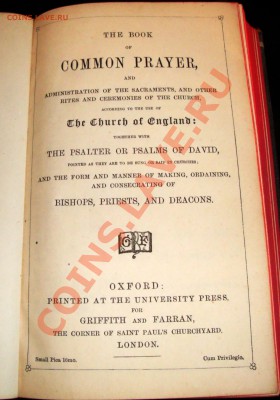 THE BOOK
OF
COMMON PRAYER,
AND
ADMINISTRATION OF THE SACRAMENTS, AND OTHER
RITES AND CEREMONIES OF THE CHURCH,
ACCORDING TO THE USE OF
The Church of England:
TOGETHER WITH
THE PSALTER OR PSALMS OF DAVID,
POINTED AS THEY ARE TO BE SUNG OR SAID IN CHURCHES;
AND THE FORM AND MANNER OF MAKING, ORDAINING,
AND CONSECRATING OF
BISHOPS, PRIESTS, AND DEACONS.
OXFORD:
PRINTED AT THE UNIVERSITY PRESS,
FOR
GRIFFITH AND FARRAN,
THE CORNER OF SAINT PAUL'S CHURCHYARD,
LONDON.
Small Pica 16mo. Cum Privilegio.
COINS.LAVE.RU